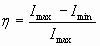 η = (I_max − I_min) / I_max